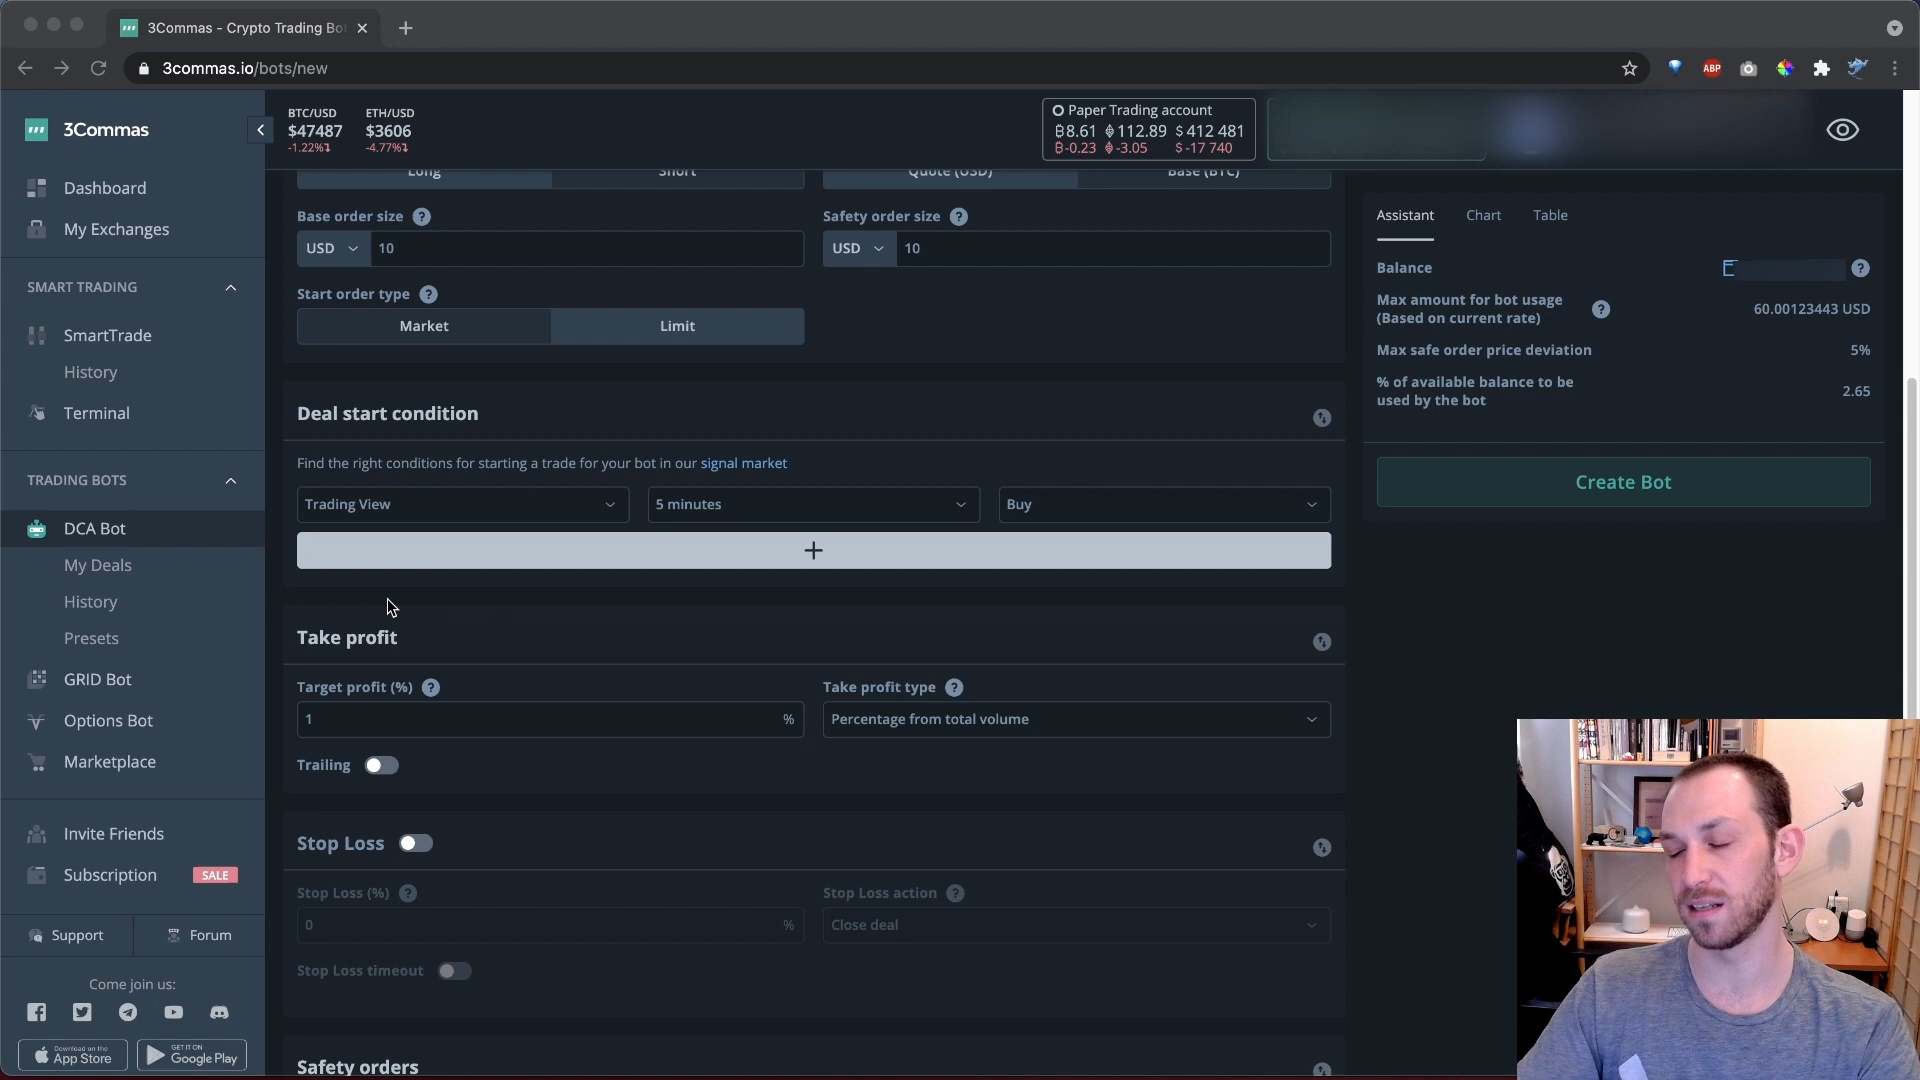 3Commas - Crypto Trading Bot
3commas.io/bots/new
ABP
3Commas
BTC/USD
$47487
-1.22%
ETH/USD
$3606
-4.77%
Paper Trading account
8.61 112.89 $ 412 481
-0.23 -3.05 $ -17 740
Dashboard
My Exchanges
SMART TRADING
SmartTrade
History
Terminal
TRADING BOTS
DCA Bot
My Deals
History
Presets
GRID Bot
Options Bot
Marketplace
Invite Friends
Subscription SALE
Support Forum
Come join us:
Download on the App Store
GET IT ON Google Play
Long Short Quote (USD) Base (BTC)
Base order size ? Safety order size ?
USD 10 USD 10
Start order type ?
Market Limit
Deal start condition
Find the right conditions for starting a trade for your bot in our signal market
Trading View 5 minutes Buy
+
Take profit
Target profit (%) ? Take profit type ?
1 % Percentage from total volume
Trailing
Stop Loss
Stop Loss (%) ? Stop Loss action ?
0 % Close deal
Stop Loss timeout
Safety orders
Assistant Chart Table
Balance ?
Max amount for bot usage
(Based on current rate) ? 60.00123443 USD
Max safe order price deviation 5%
% of available balance to be
used by the bot 2.65
Create Bot